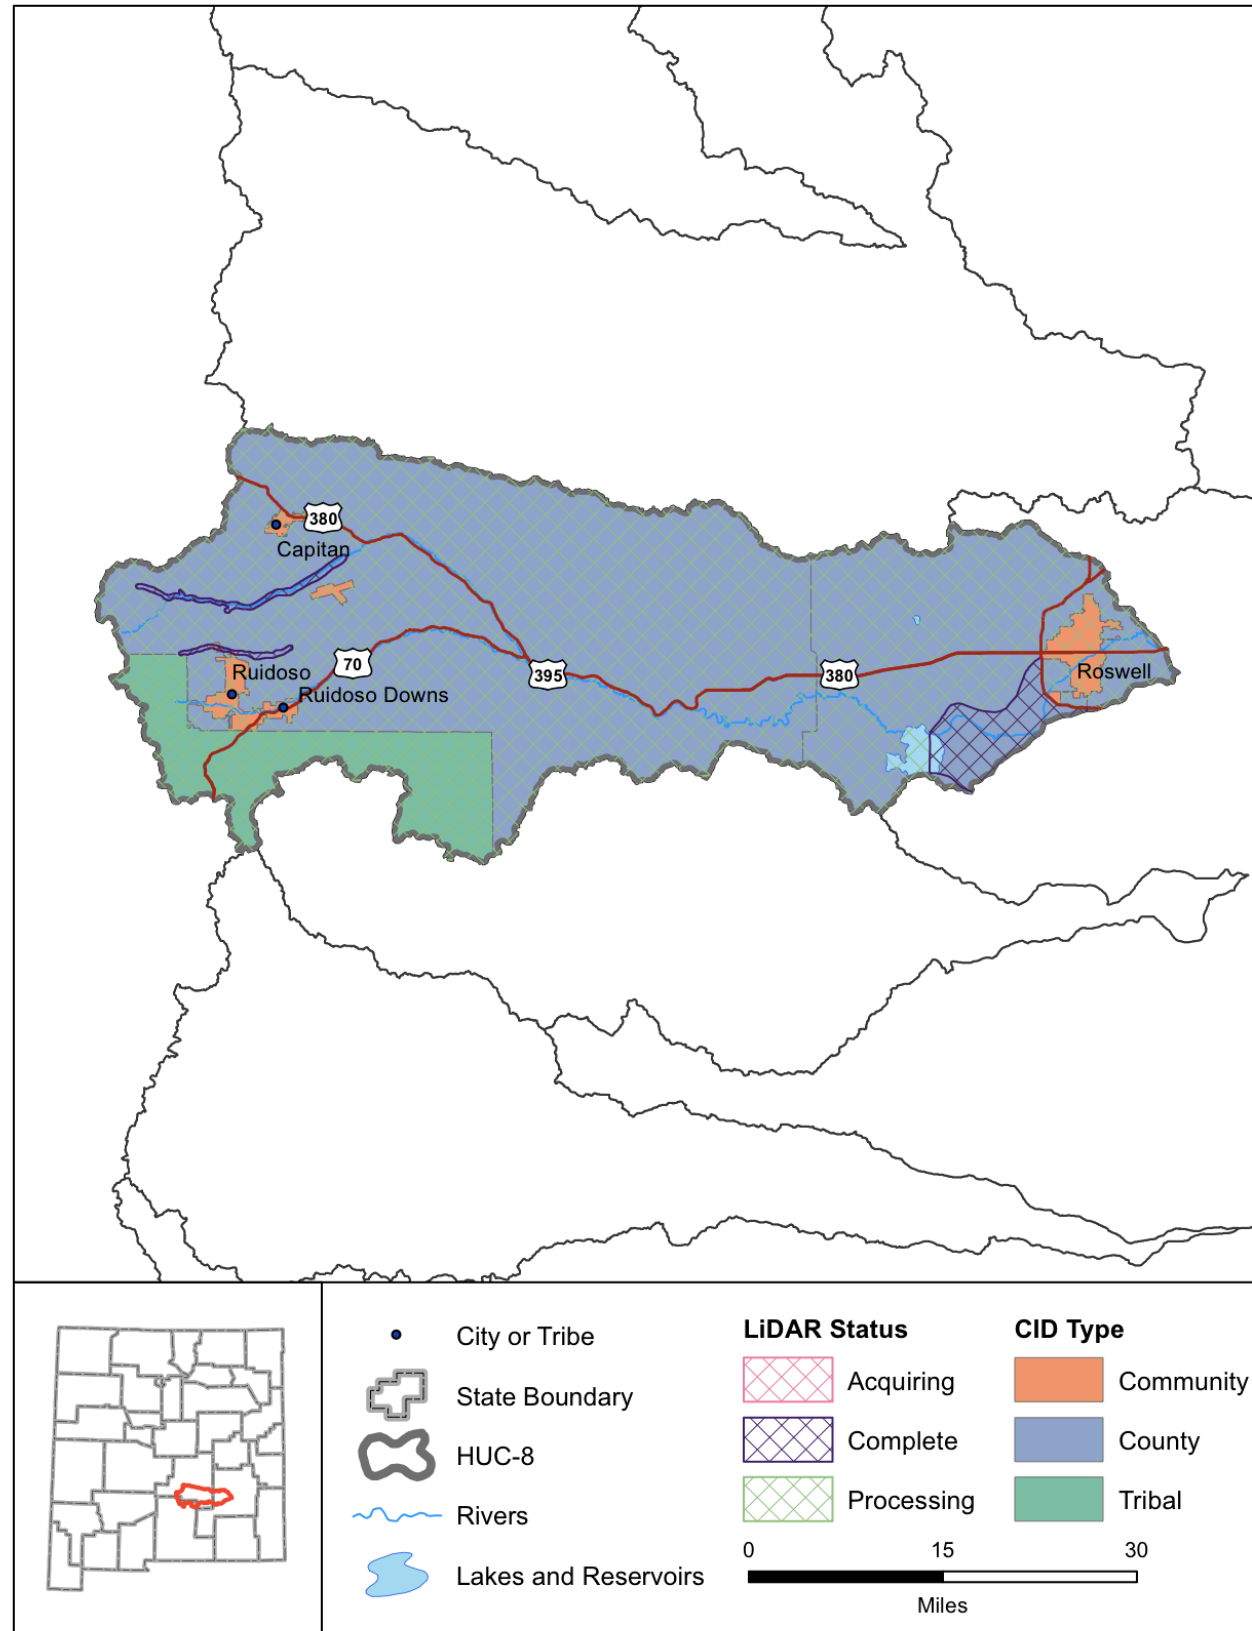 380
Capitan
Ruidoso
70
Ruidoso Downs
395
380
Roswell
City or Tribe
State Boundary
HUC-8
Rivers
Lakes and Reservoirs
LiDAR Status
Acquiring
Complete
Processing
CID Type
Community
County
Tribal
0 15 30
Miles